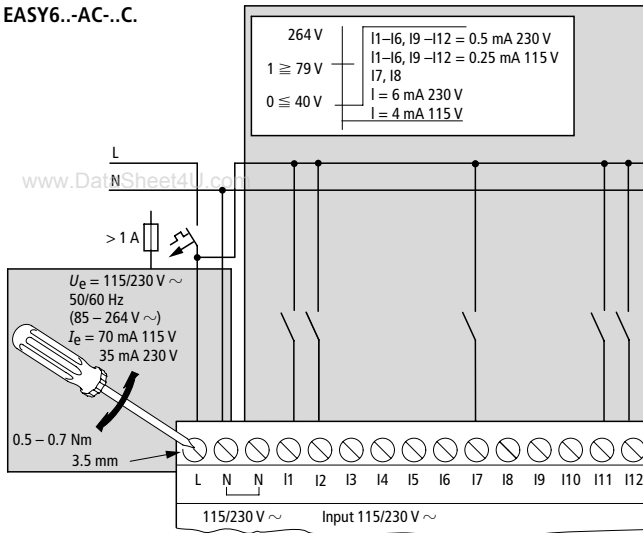 EASY6..-AC-..C.
264 V
1 ≧ 79 V
0 ≦ 40 V
I1–I6, I9 –I12 = 0.5 mA 230 V
I1–I6, I9 –I12 = 0.25 mA 115 V
I7, I8
I = 6 mA 230 V
I = 4 mA 115 V
L
www.DataSheet4U.com
N
> 1 A
Ue = 115/230 V ~
50/60 Hz
(85 – 264 V ~)
Ie = 70 mA 115 V
35 mA 230 V
0.5 – 0.7 Nm
3.5 mm
L N N I1 I2 I3 I4 I5 I6 I7 I8 I9 I10 I11 I12
115/230 V ~ Input 115/230 V ~